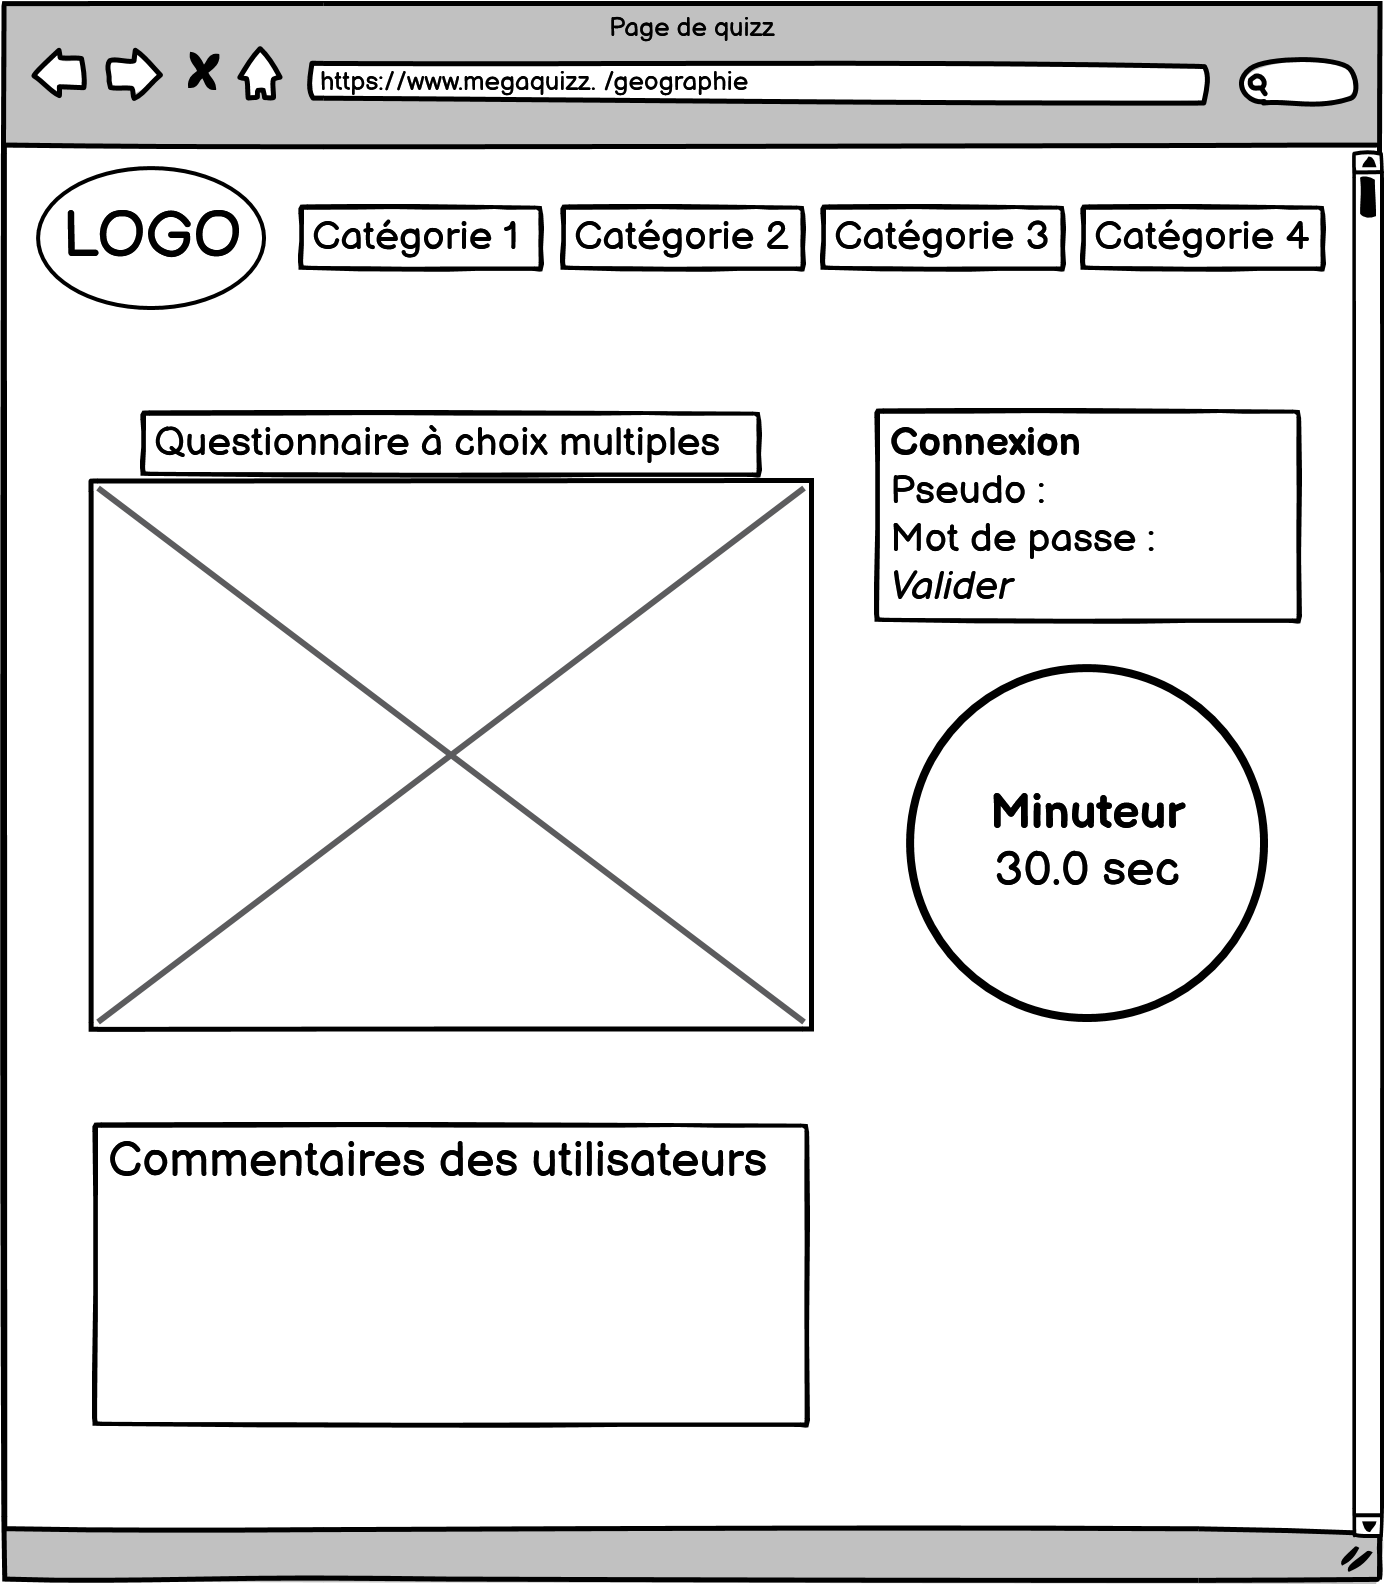 Page de quizz
https://www.megaquizz. /geographie
LOGO
Catégorie 1
Catégorie 2
Catégorie 3
Catégorie 4
Questionnaire à choix multiples
Connexion
Pseudo :
Mot de passe :
Valider
Minuteur
30.0 sec
Commentaires des utilisateurs